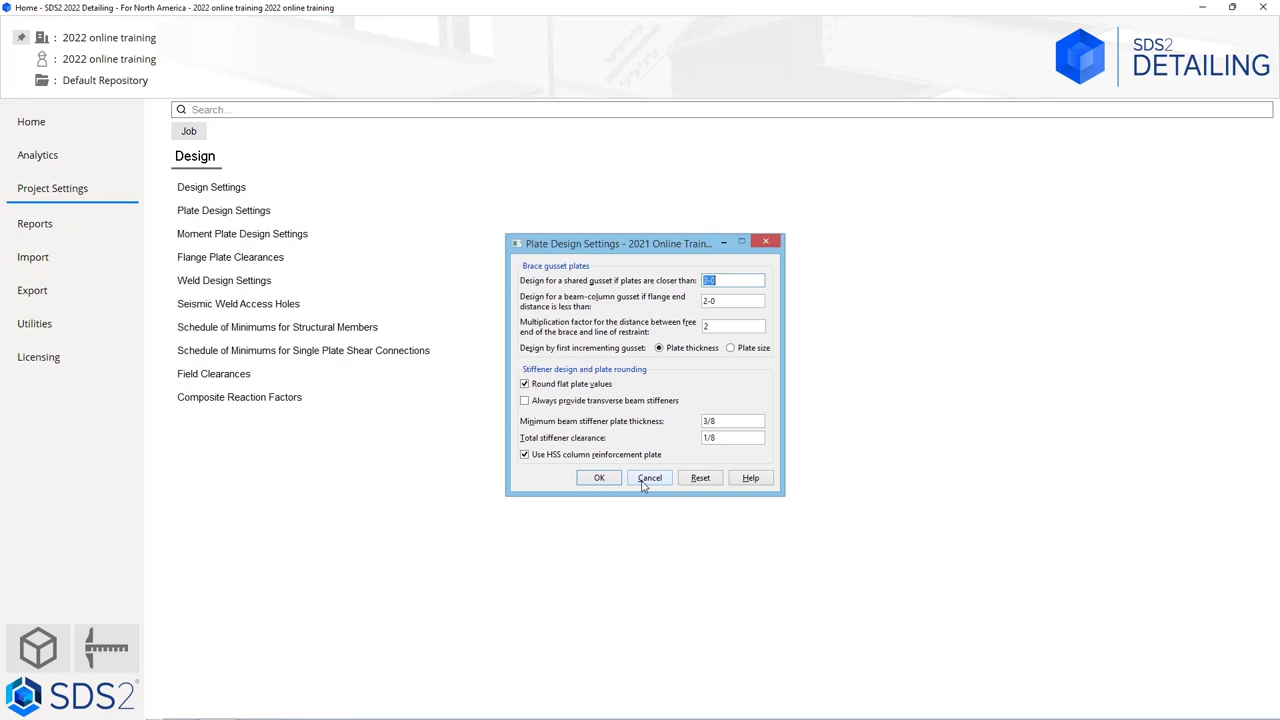 Home - SDS2 2022 Detailing - For North America - 2022 online training 2022 online training
: 2022 online training
: 2022 online training
: Default Repository
SDS2
DETAILING
Home
Analytics
Project Settings
Reports
Import
Export
Utilities
Licensing
SDS2
Search...
Job
Design
Design Settings
Plate Design Settings
Moment Plate Design Settings
Flange Plate Clearances
Weld Design Settings
Seismic Weld Access Holes
Schedule of Minimums for Structural Members
Schedule of Minimums for Single Plate Shear Connections
Field Clearances
Composite Reaction Factors
Plate Design Settings - 2021 Online Train...
Brace gusset plates
Design for a shared gusset if plates are closer than: 3-0
Design for a beam-column gusset if flange end
distance is less than: 2-0
Multiplication factor for the distance between free
end of the brace and line of restraint: 2
Design by first incrementing gusset: Plate thickness Plate size
Stiffener design and plate rounding
Round flat plate values
Always provide transverse beam stiffeners
Minimum beam stiffener plate thickness: 3/8
Total stiffener clearance: 1/8
Use HSS column reinforcement plate
OK Cancel Reset Help